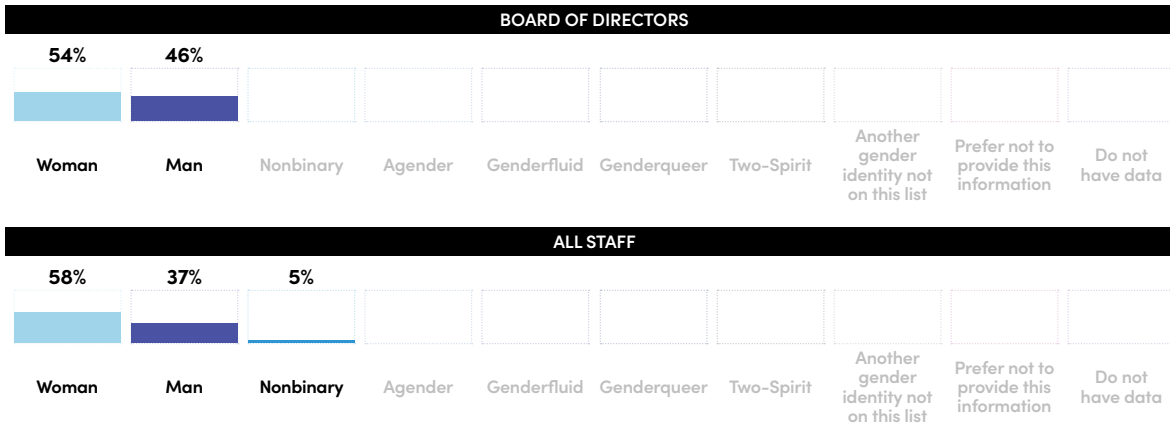 BOARD OF DIRECTORS
54% 46%
Woman Man Nonbinary Agender Genderfluid Genderqueer Two-Spirit Another gender identity not on this list Prefer not to provide this information Do not have data
ALL STAFF
58% 37% 5%
Woman Man Nonbinary Agender Genderfluid Genderqueer Two-Spirit Another gender identity not on this list Prefer not to provide this information Do not have data